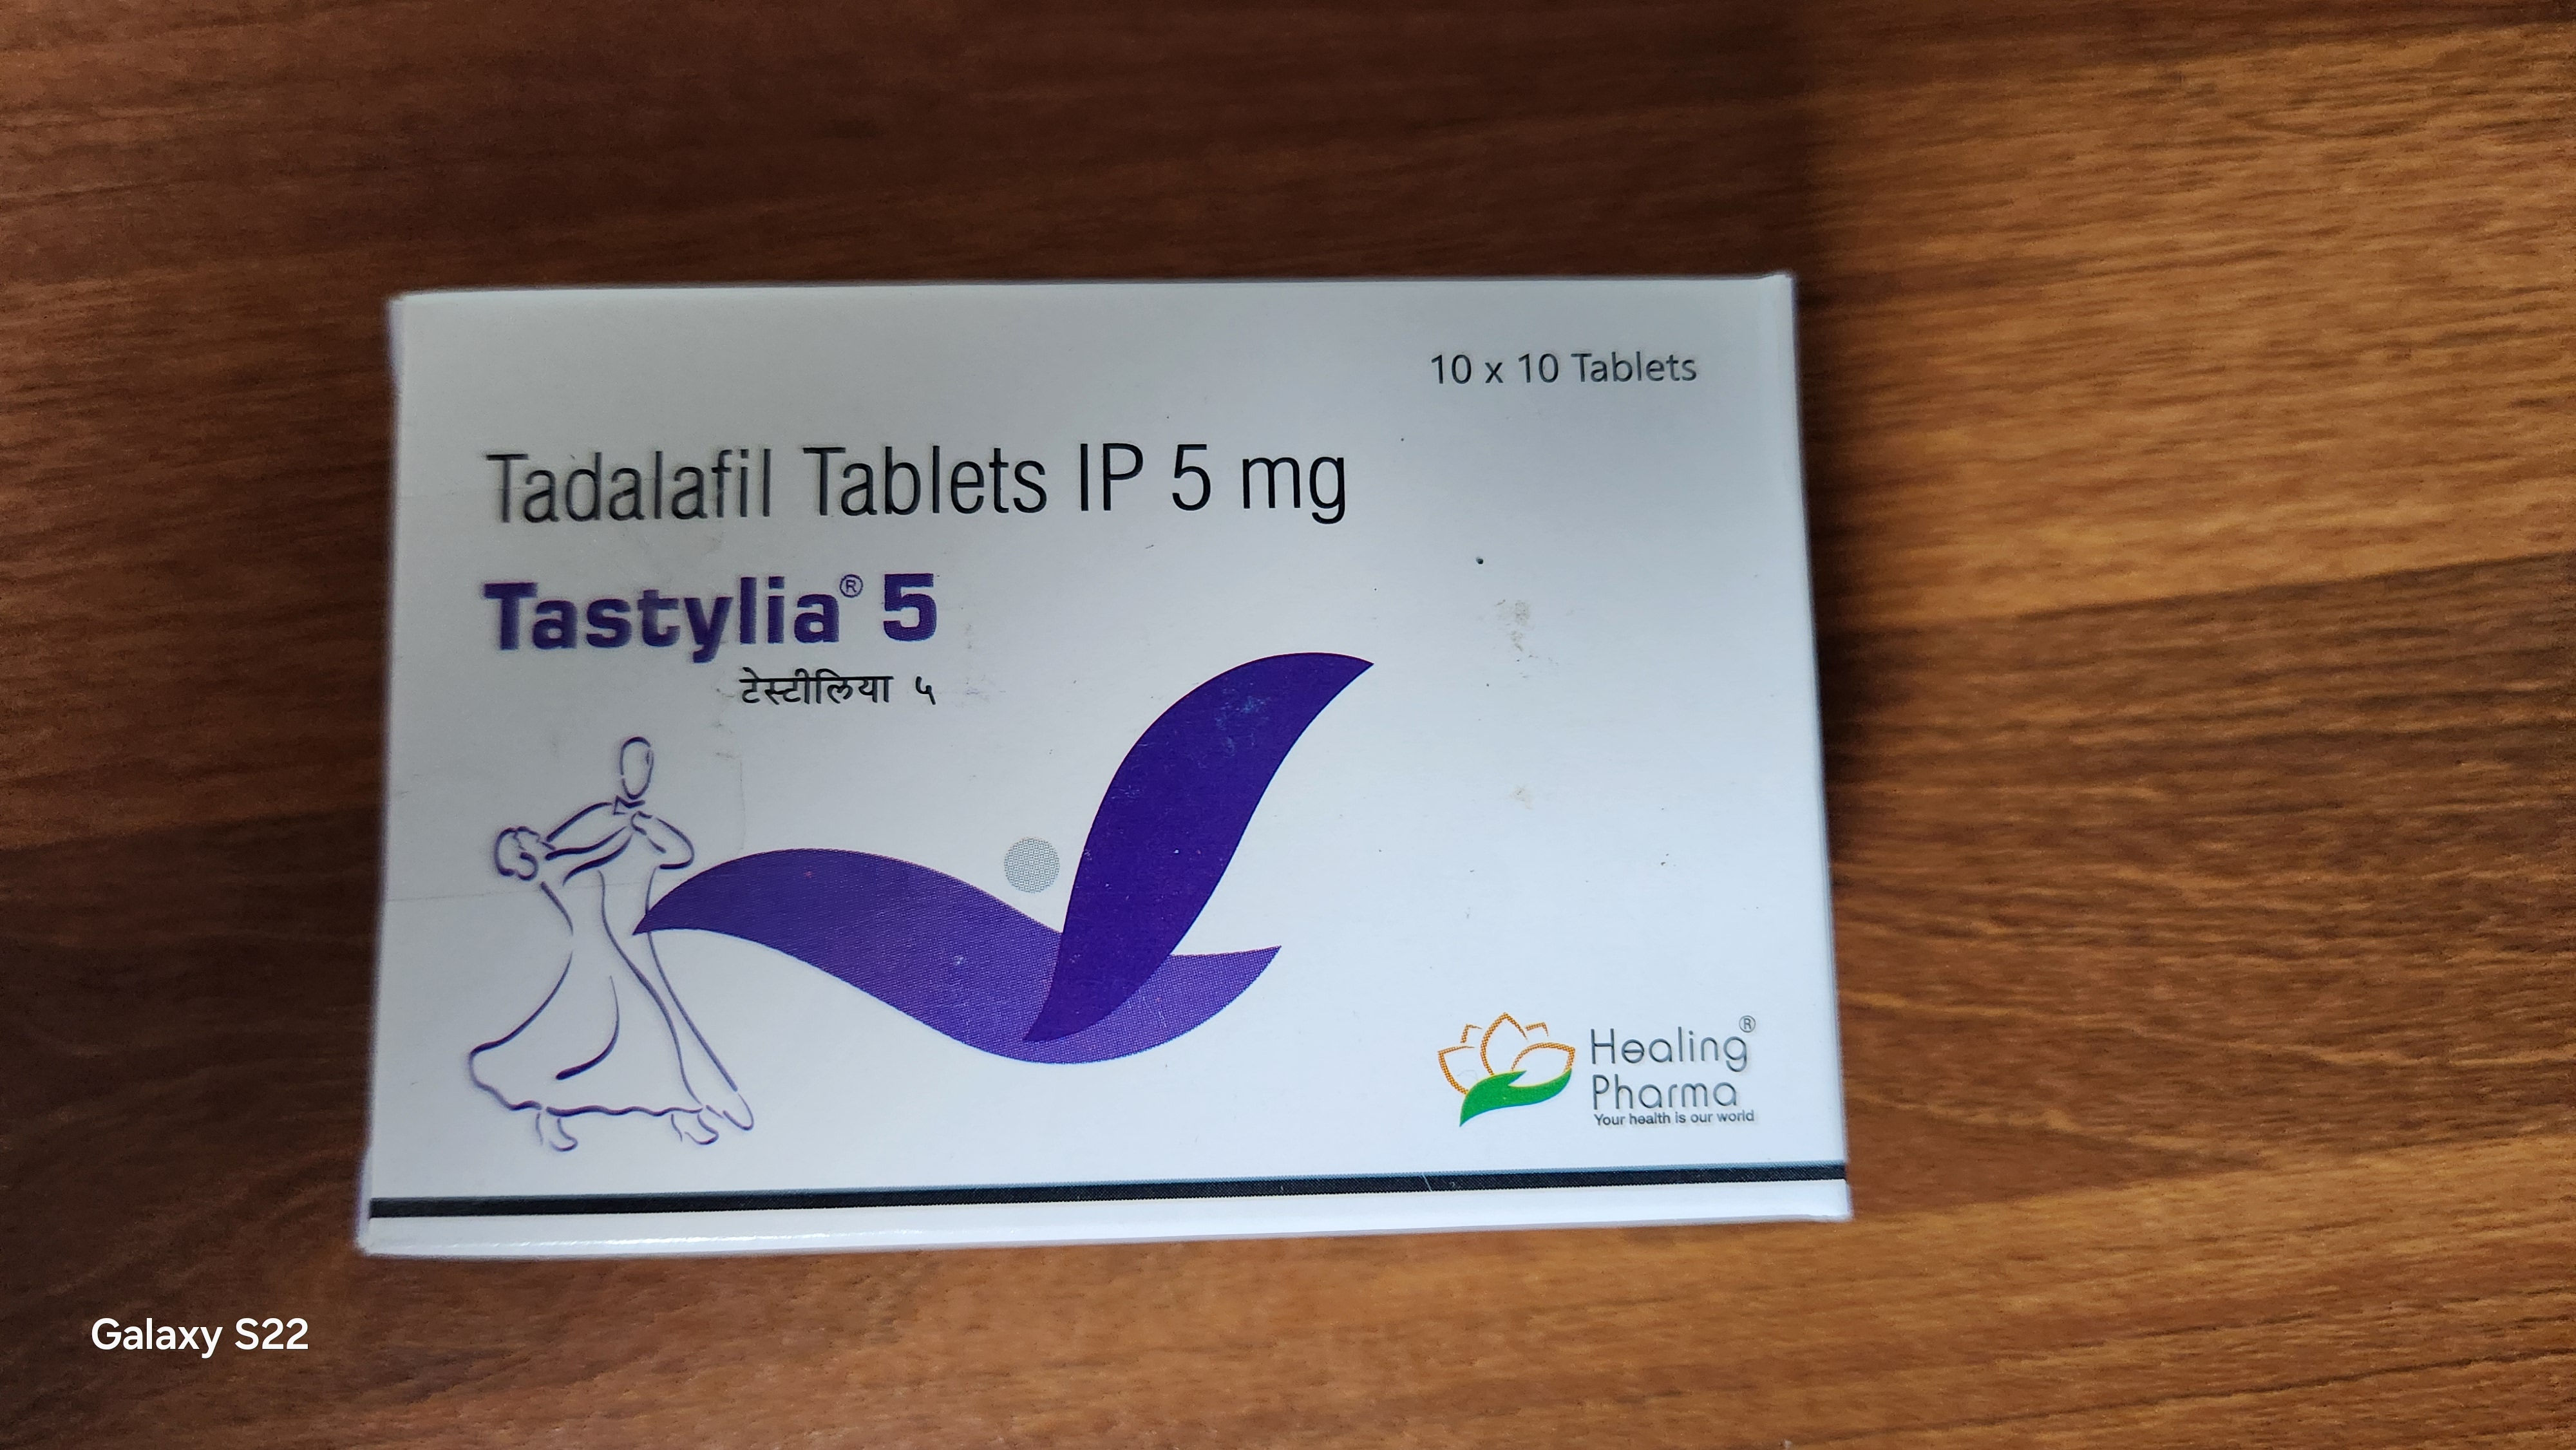 10 x 10 Tablets
Tadalafil Tablets IP 5 mg
Tastylia® 5
टेस्टीलिया ५
Healing®
Pharma
Your health is our world
Galaxy S22